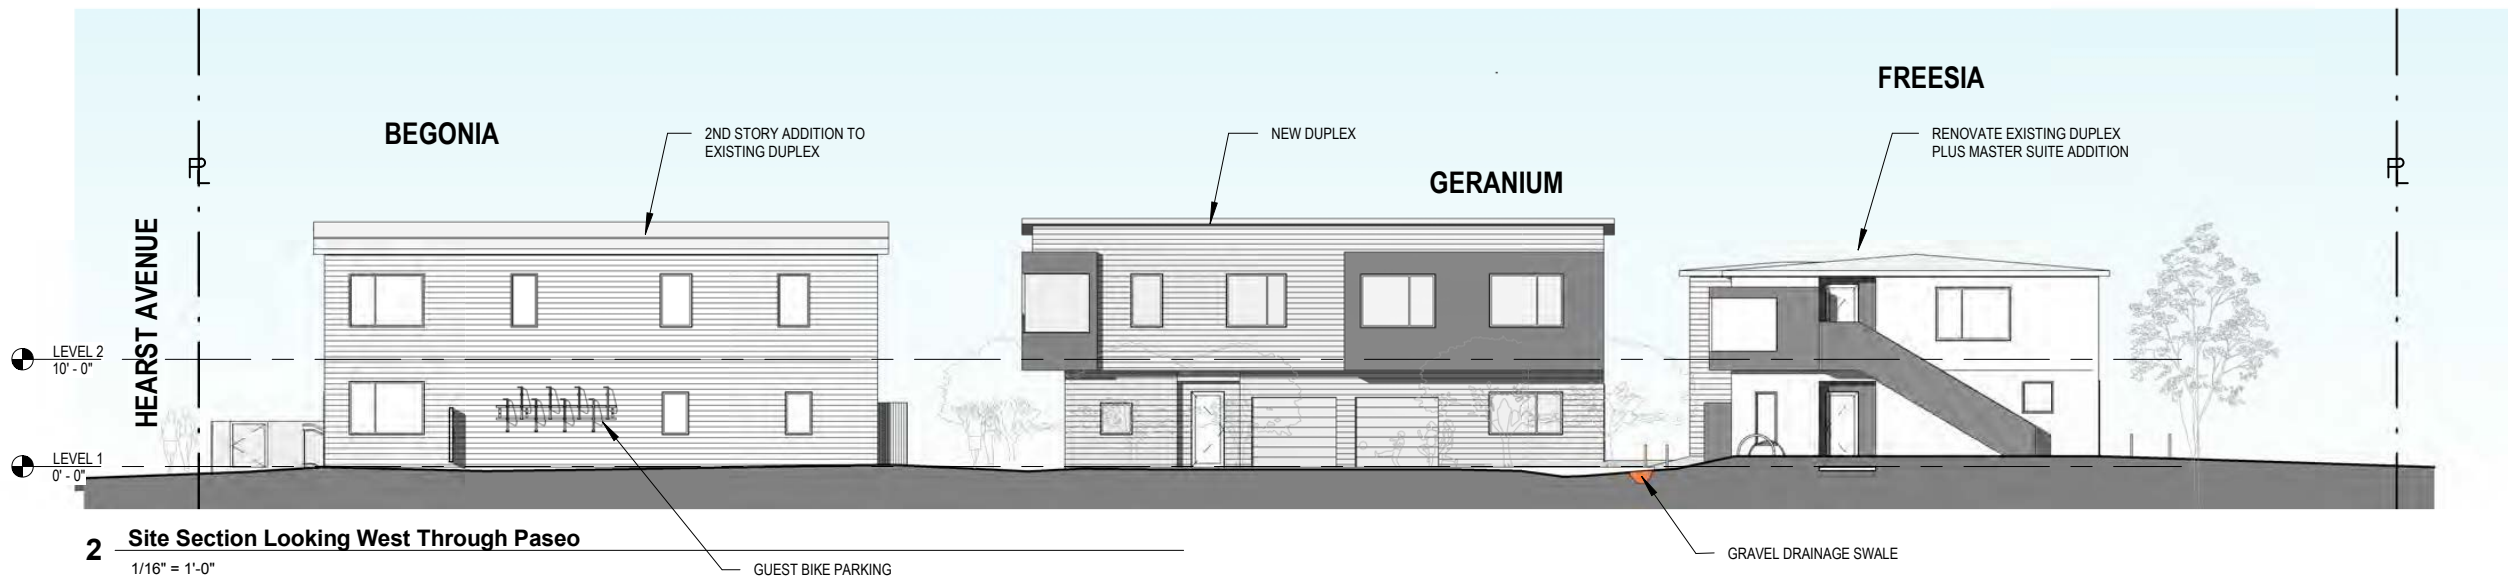 FREESIA
BEGONIA
2ND STORY ADDITION TO
EXISTING DUPLEX
NEW DUPLEX
RENOVATE EXISTING DUPLEX
PLUS MASTER SUITE ADDITION
PL
PL
GERANIUM
HEARST AVENUE
LEVEL 2
10' - 0"
LEVEL 1
0' - 0"
2
Site Section Looking West Through Paseo
1/16" = 1'-0"
GUEST BIKE PARKING
GRAVEL DRAINAGE SWALE